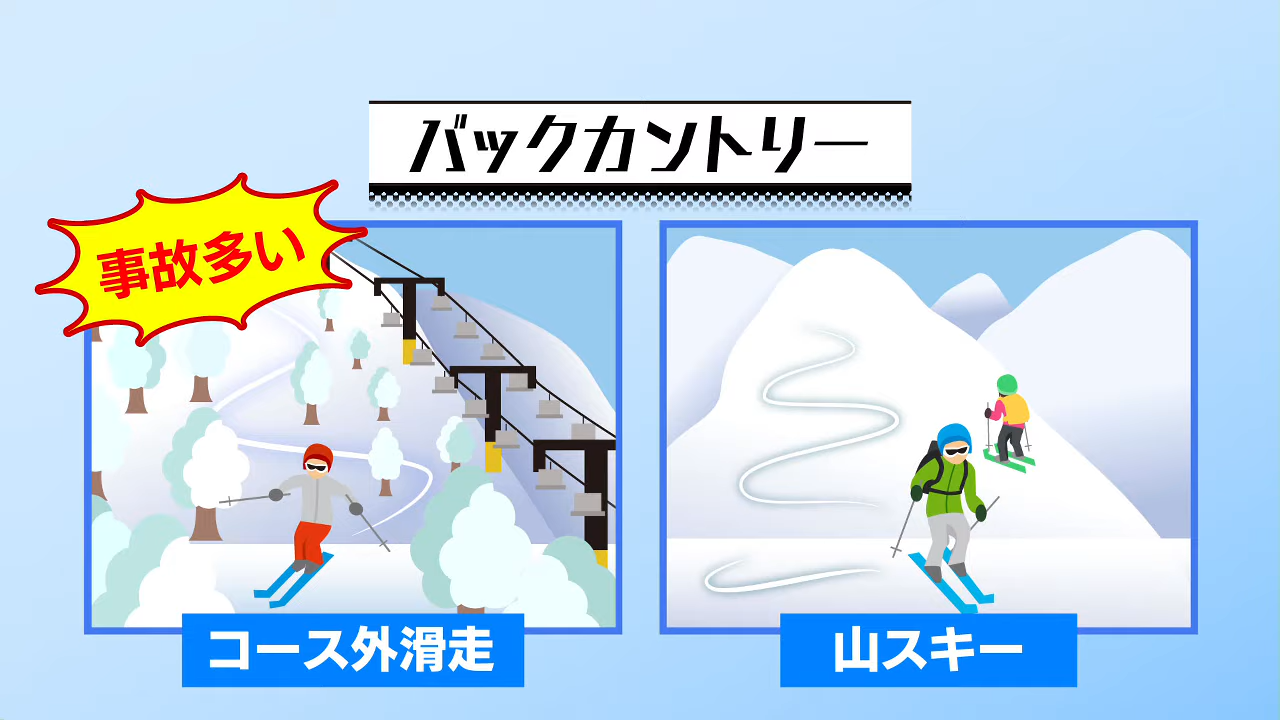 バックカントリー
事故多い
コース外滑走
山スキー